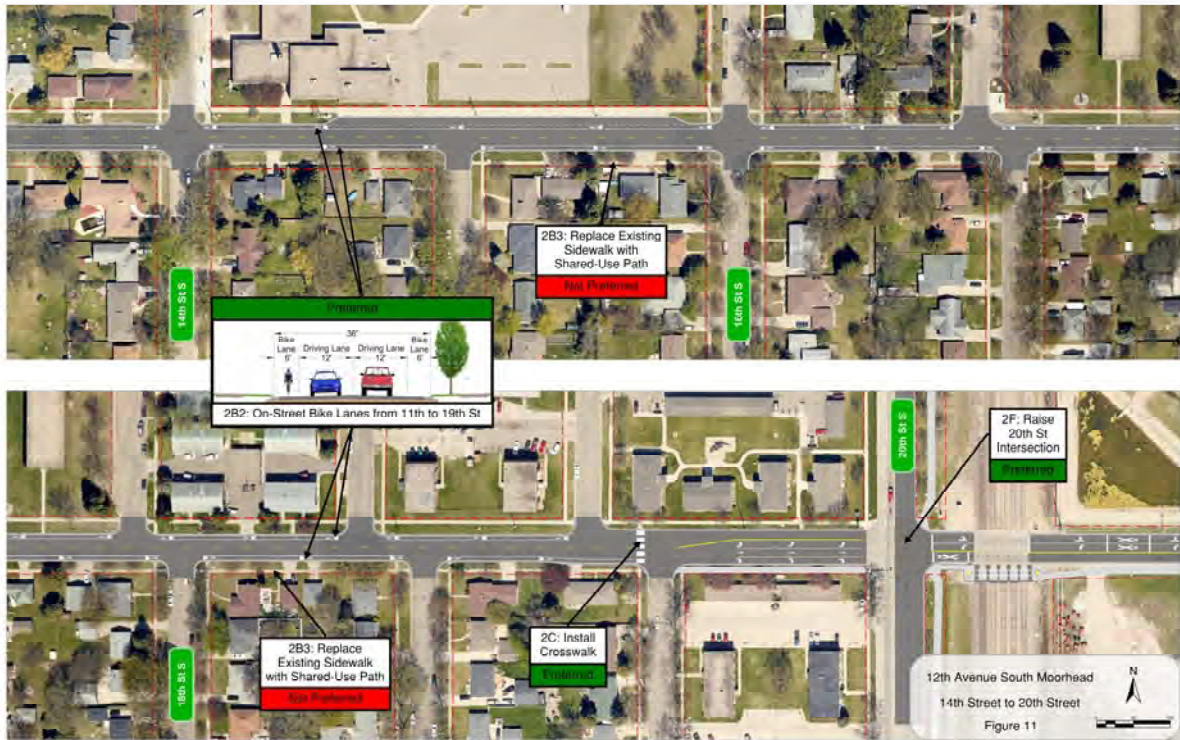 14th St S
2B3: Replace Existing
Sidewalk with
Shared-Use Path
Not Preferred
16th St S
Preferred
36'
Bike
Lane
6'
Driving Lane
12'
Driving Lane
12'
Bike
Lane
6'
2B2: On-Street Bike Lanes from 11th to 19th St
20th St S
2F: Raise
20th St
Intersection
Preferred
18th St S
2B3: Replace
Existing Sidewalk
with Shared-Use Path
Not Preferred
2C: Install
Crosswalk
Preferred
12th Avenue South Moorhead
14th Street to 20th Street
Figure 11
N